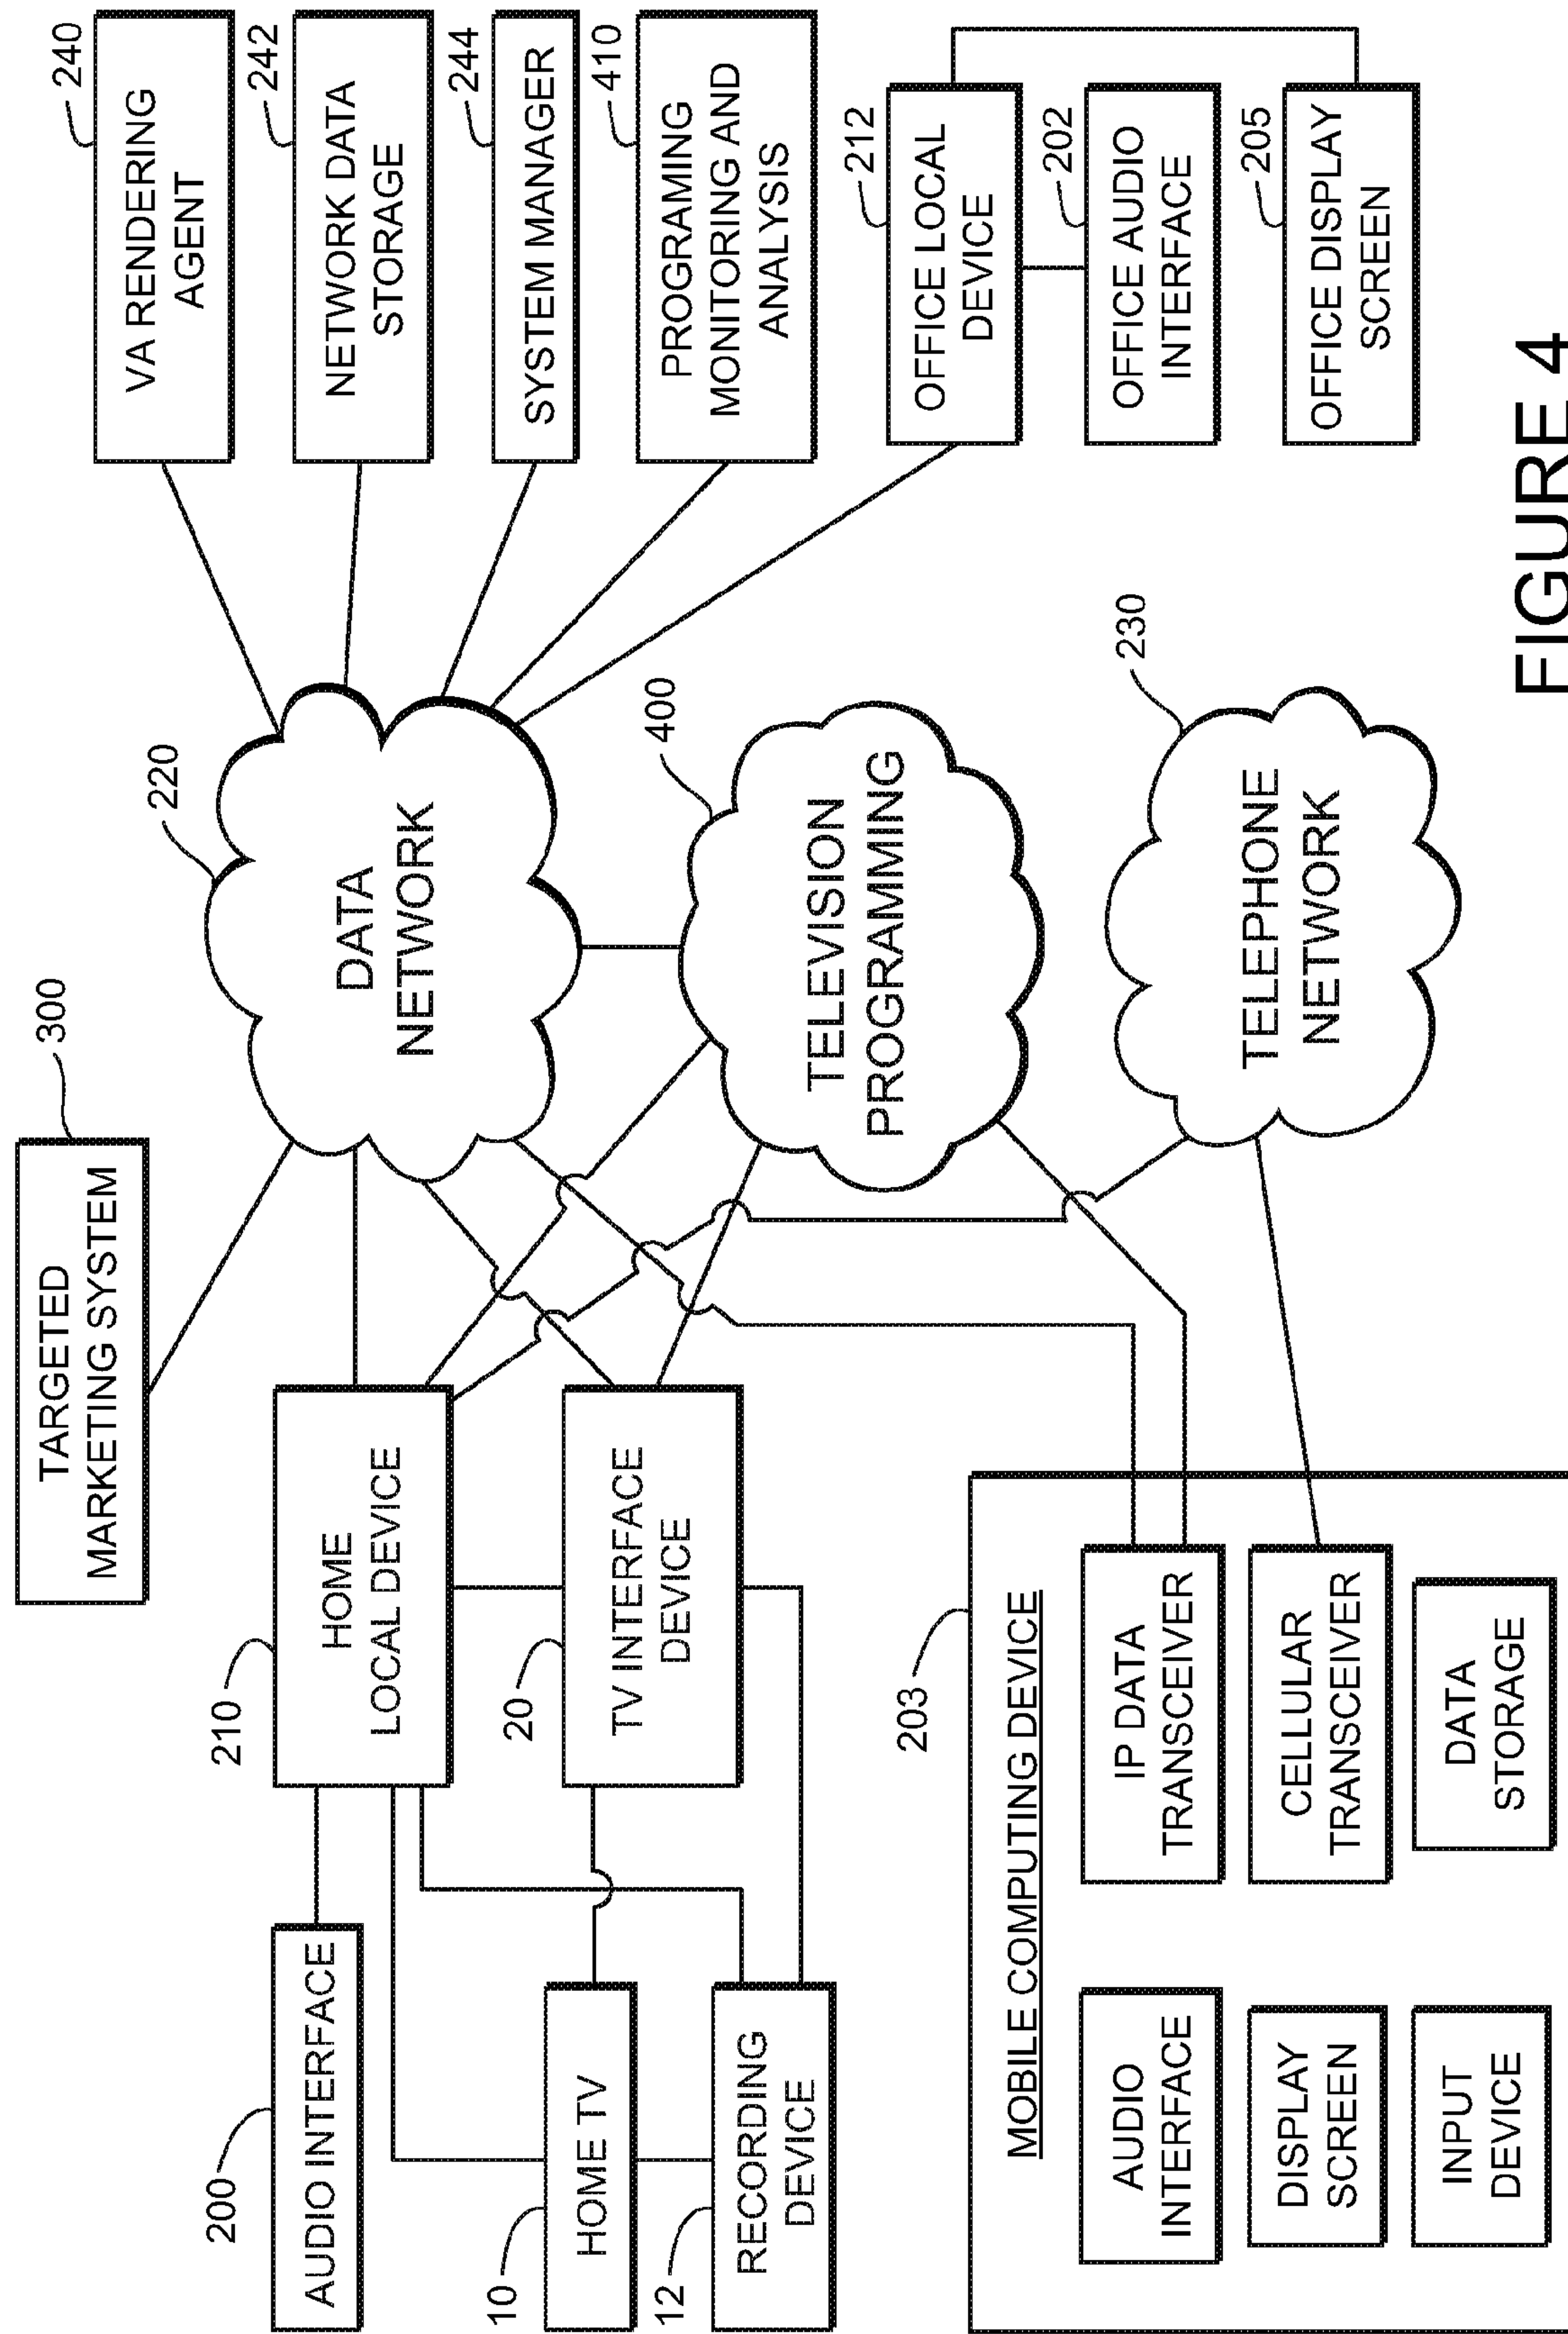 300
TARGETED
MARKETING SYSTEM
240
VA RENDERING
AGENT
242
NETWORK DATA
STORAGE
244
SYSTEM MANAGER
410
PROGRAMING
MONITORING AND
ANALYSIS
220
DATA
NETWORK
400
TELEVISION
PROGRAMMING
230
TELEPHONE
NETWORK
212
OFFICE LOCAL
DEVICE
202
OFFICE AUDIO
INTERFACE
205
OFFICE DISPLAY
SCREEN
210
HOME
LOCAL DEVICE
20
TV INTERFACE
DEVICE
200
AUDIO INTERFACE
10
HOME TV
12
RECORDING
DEVICE
203
MOBILE COMPUTING DEVICE
AUDIO
INTERFACE
IP DATA
TRANSCEIVER
DISPLAY
SCREEN
CELLULAR
TRANSCEIVER
INPUT
DEVICE
DATA
STORAGE
FIGURE 4